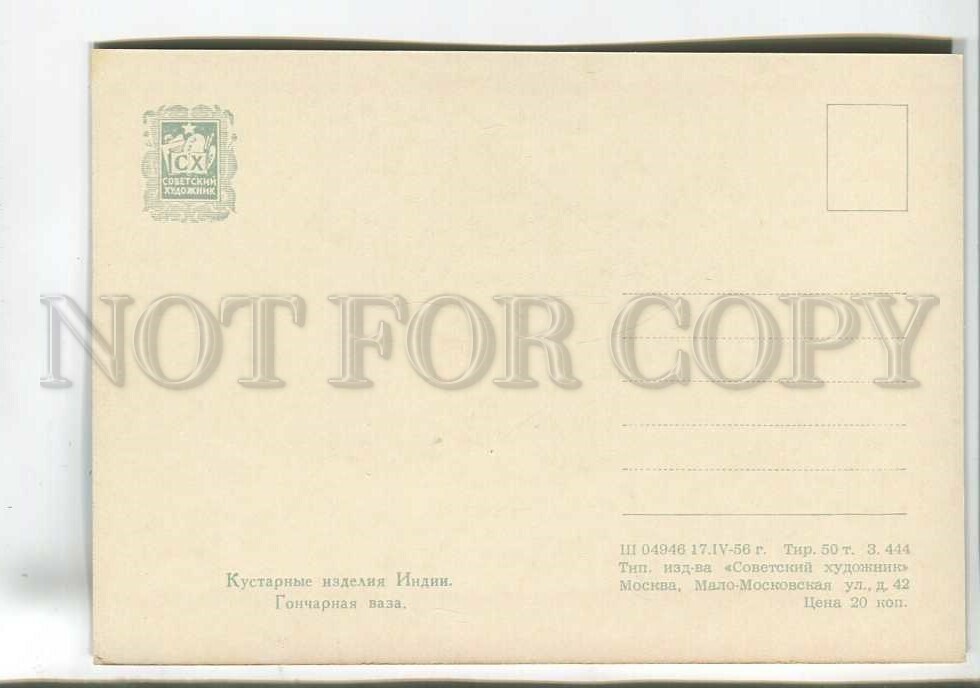 СХ
СОВЕТСКИЙ
ХУДОЖНИК
NOT FOR COPY
Кустарные изделия Индии.
Гончарная ваза.
Ш 04946 17.IV-56 г. Тир. 50 т. З. 444
Тип. изд-ва «Советский художник»
Москва, Мало-Московская ул., д. 42
Цена 20 коп.